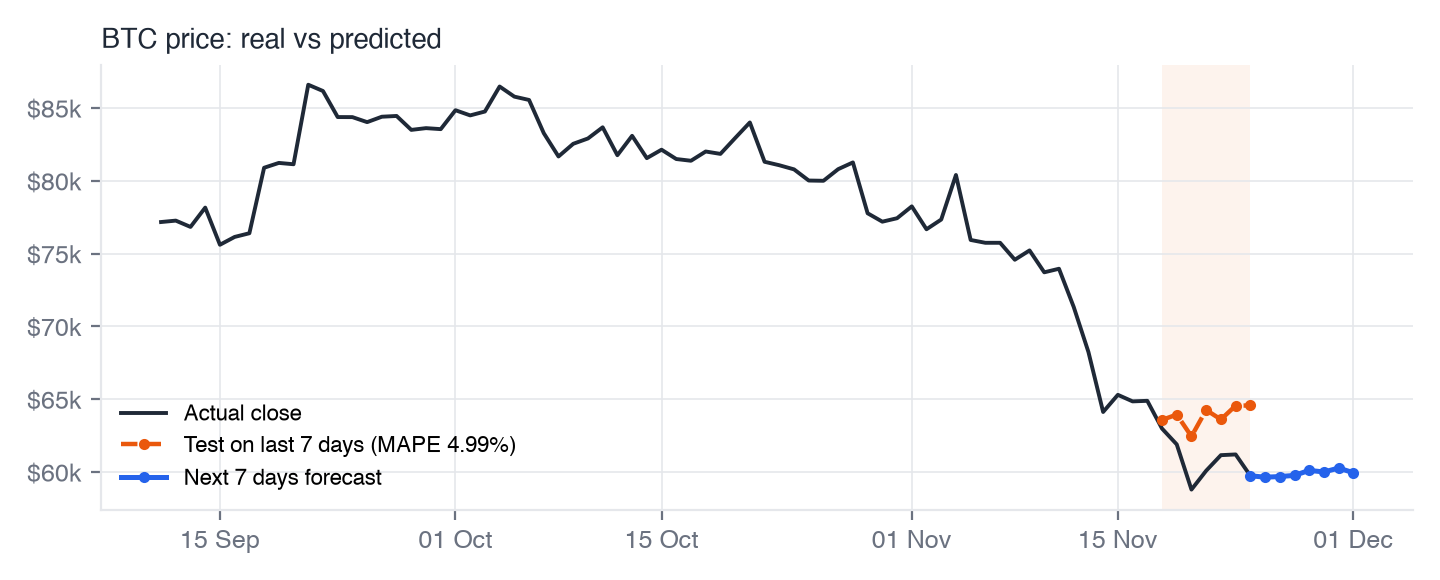 BTC price: real vs predicted
$85k
$80k
$75k
$70k
$65k
$60k
Actual close
Test on last 7 days (MAPE 4.99%)
Next 7 days forecast
15 Sep
01 Oct
15 Oct
01 Nov
15 Nov
01 Dec